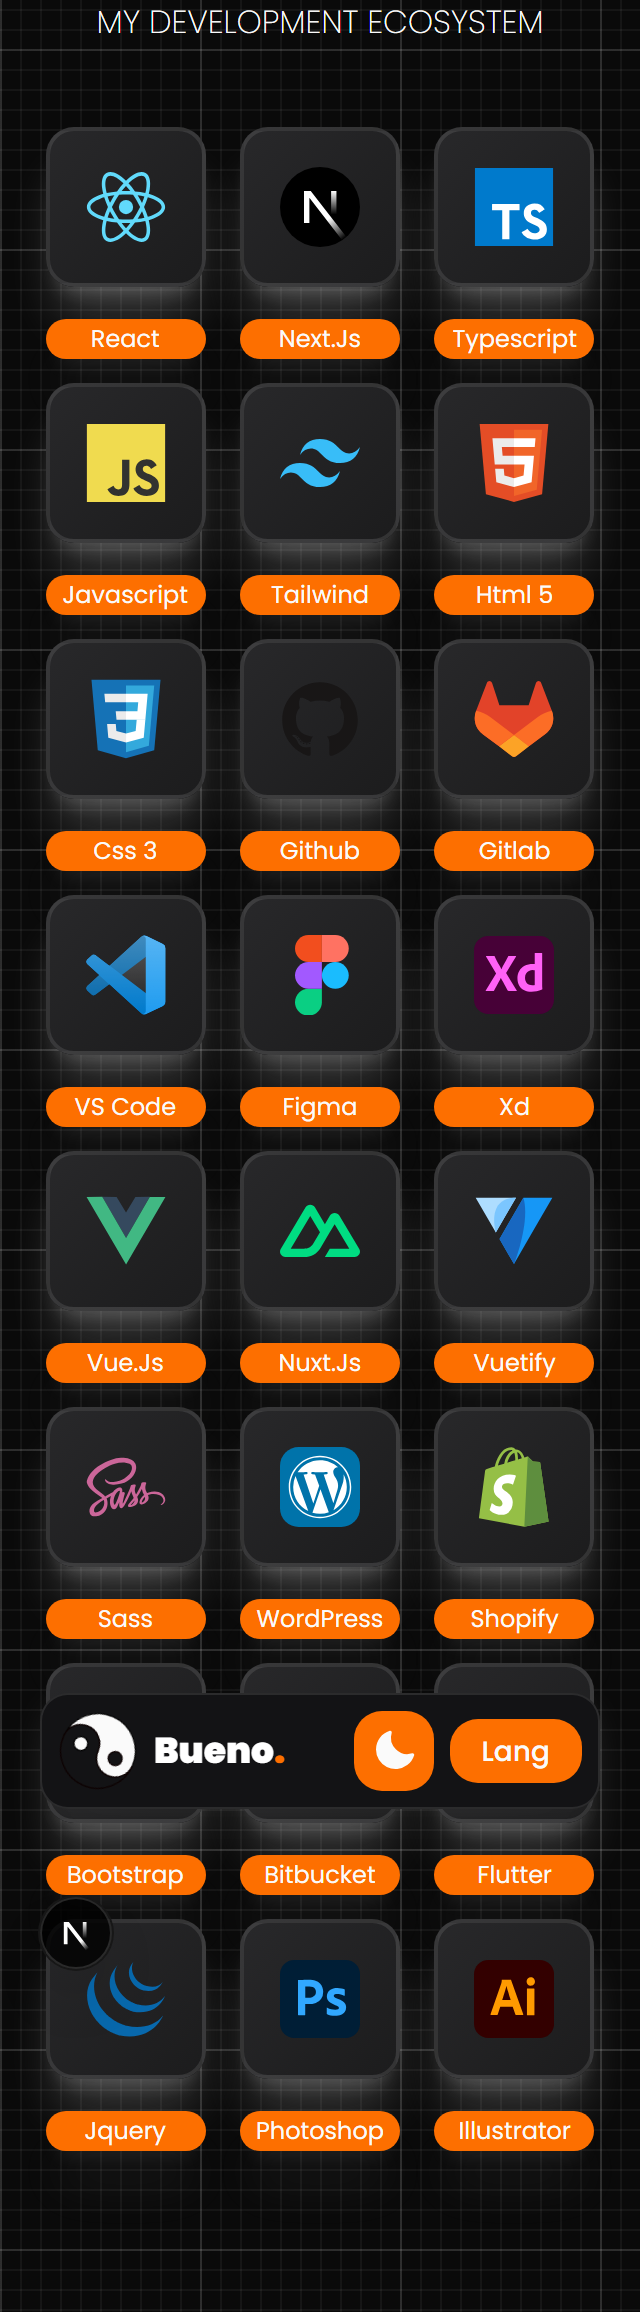 MY DEVELOPMENT ECOSYSTEM
N
TS
React
Next.Js
Typescript
JS
5
Javascript
Tailwind
Html 5
3
Css 3
Github
Gitlab
Xd
VS Code
Figma
Xd
Vue.Js
Nuxt.Js
Vuetify
Sass
W
S
Sass
WordPress
Shopify
Bueno.
Lang
Bootstrap
Bitbucket
Flutter
N
Ps
Ai
Jquery
Photoshop
Illustrator